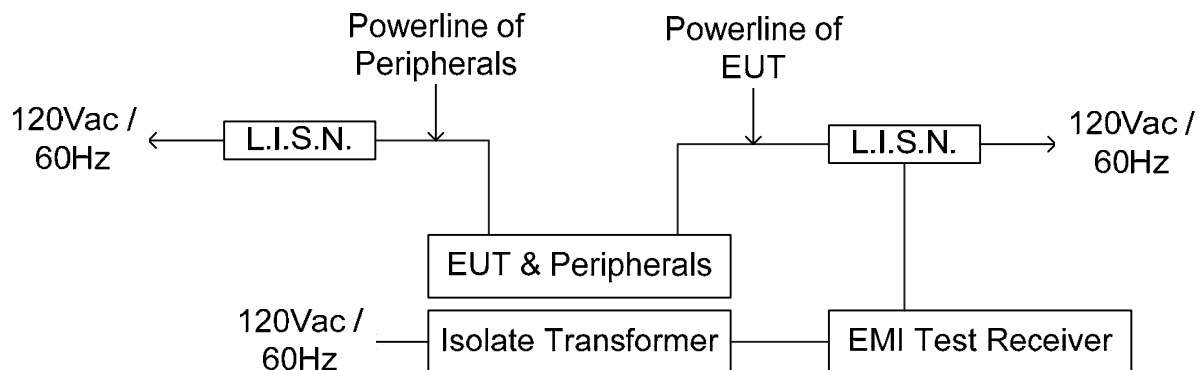 Powerline of
Peripherals
Powerline of
EUT
120Vac /
60Hz
L.I.S.N.
L.I.S.N.
120Vac /
60Hz
EUT & Peripherals
120Vac /
60Hz
Isolate Transformer
EMI Test Receiver